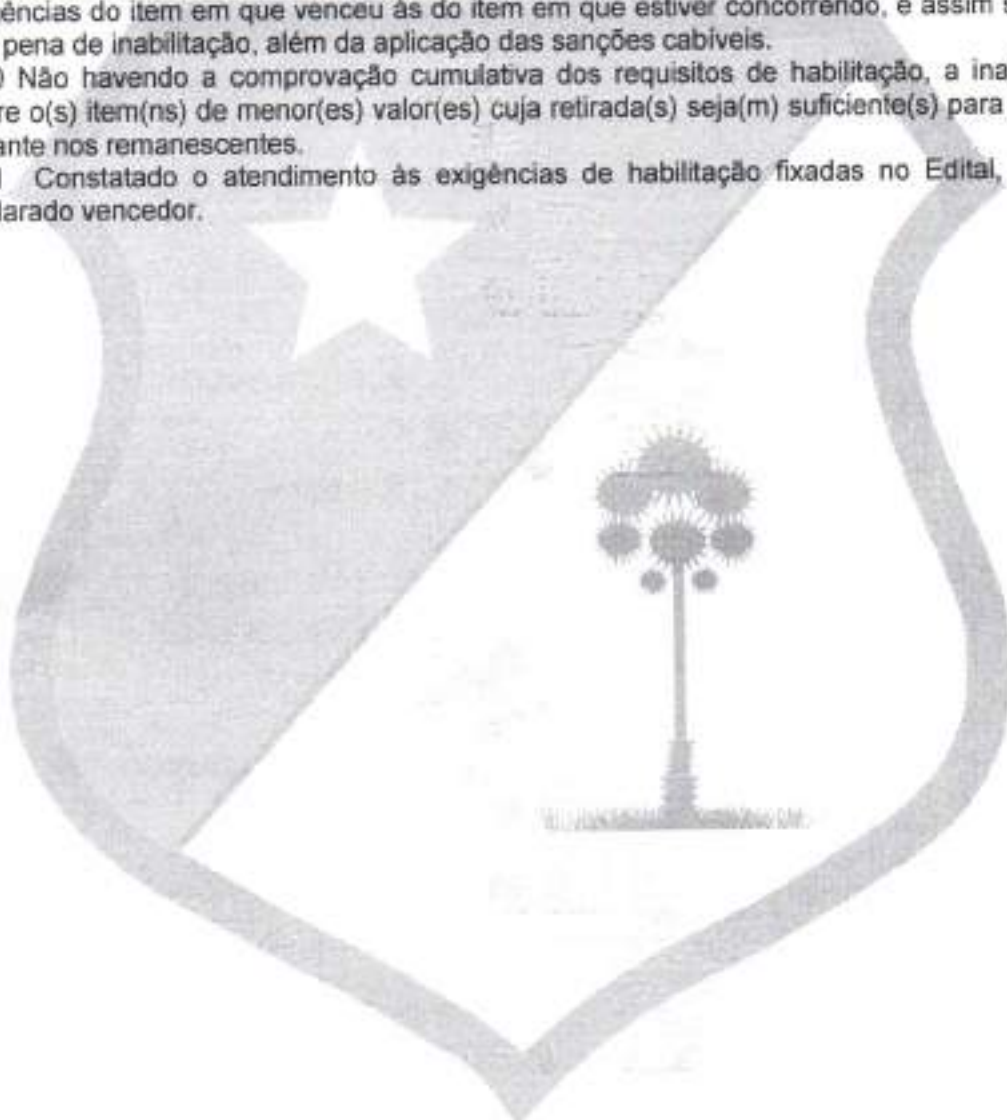 ências do item em que venceu às do item em que estiver concorrendo, e assim
pena de inabilitação, além da aplicação das sanções cabíveis.
) Não havendo a comprovação cumulativa dos requisitos de habilitação, a ina
re o(s) item(ns) de menor(es) valor(es) cuja retirada(s) seja(m) suficiente(s) para
ante nos remanescentes.
Constatado o atendimento às exigências de habilitação fixadas no Edital,
larado vencedor.